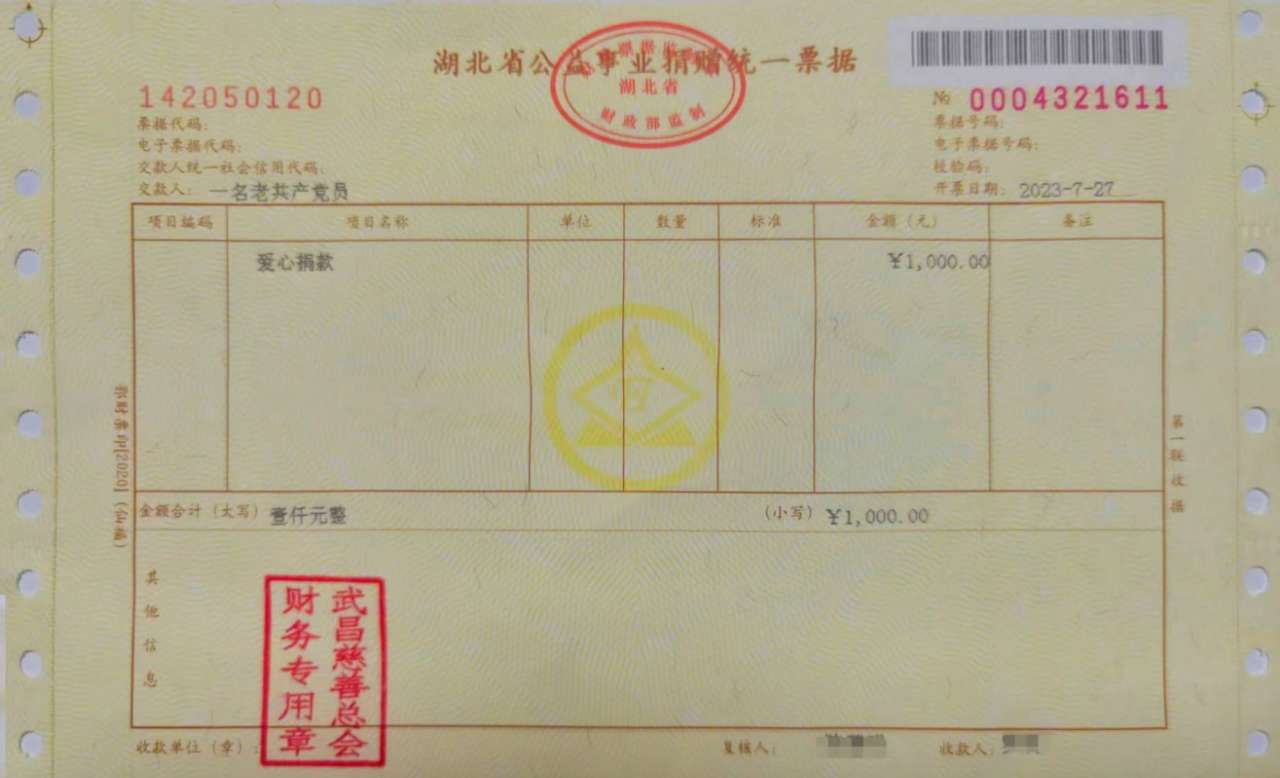 湖北省公益事业捐赠统一票据
湖北省
财政部监制
142050120
№ 0004321611
票据代码：
票据号码：
电子票据代码：
电子票据号码：
交款人统一社会信用代码：
校验码：
交款人： 一名老共产党员
开票日期： 2023-7-27
项目编码 项目名称 单位 数量 标准 金额（元） 备注
爱心捐款 ¥1,000.00
金额合计（大写） 壹仟元整 （小写） ¥1,000.00
其他信息
武昌慈善总会
财务专用章
第一联收据
收款单位（章）： 复核人： 收款人：